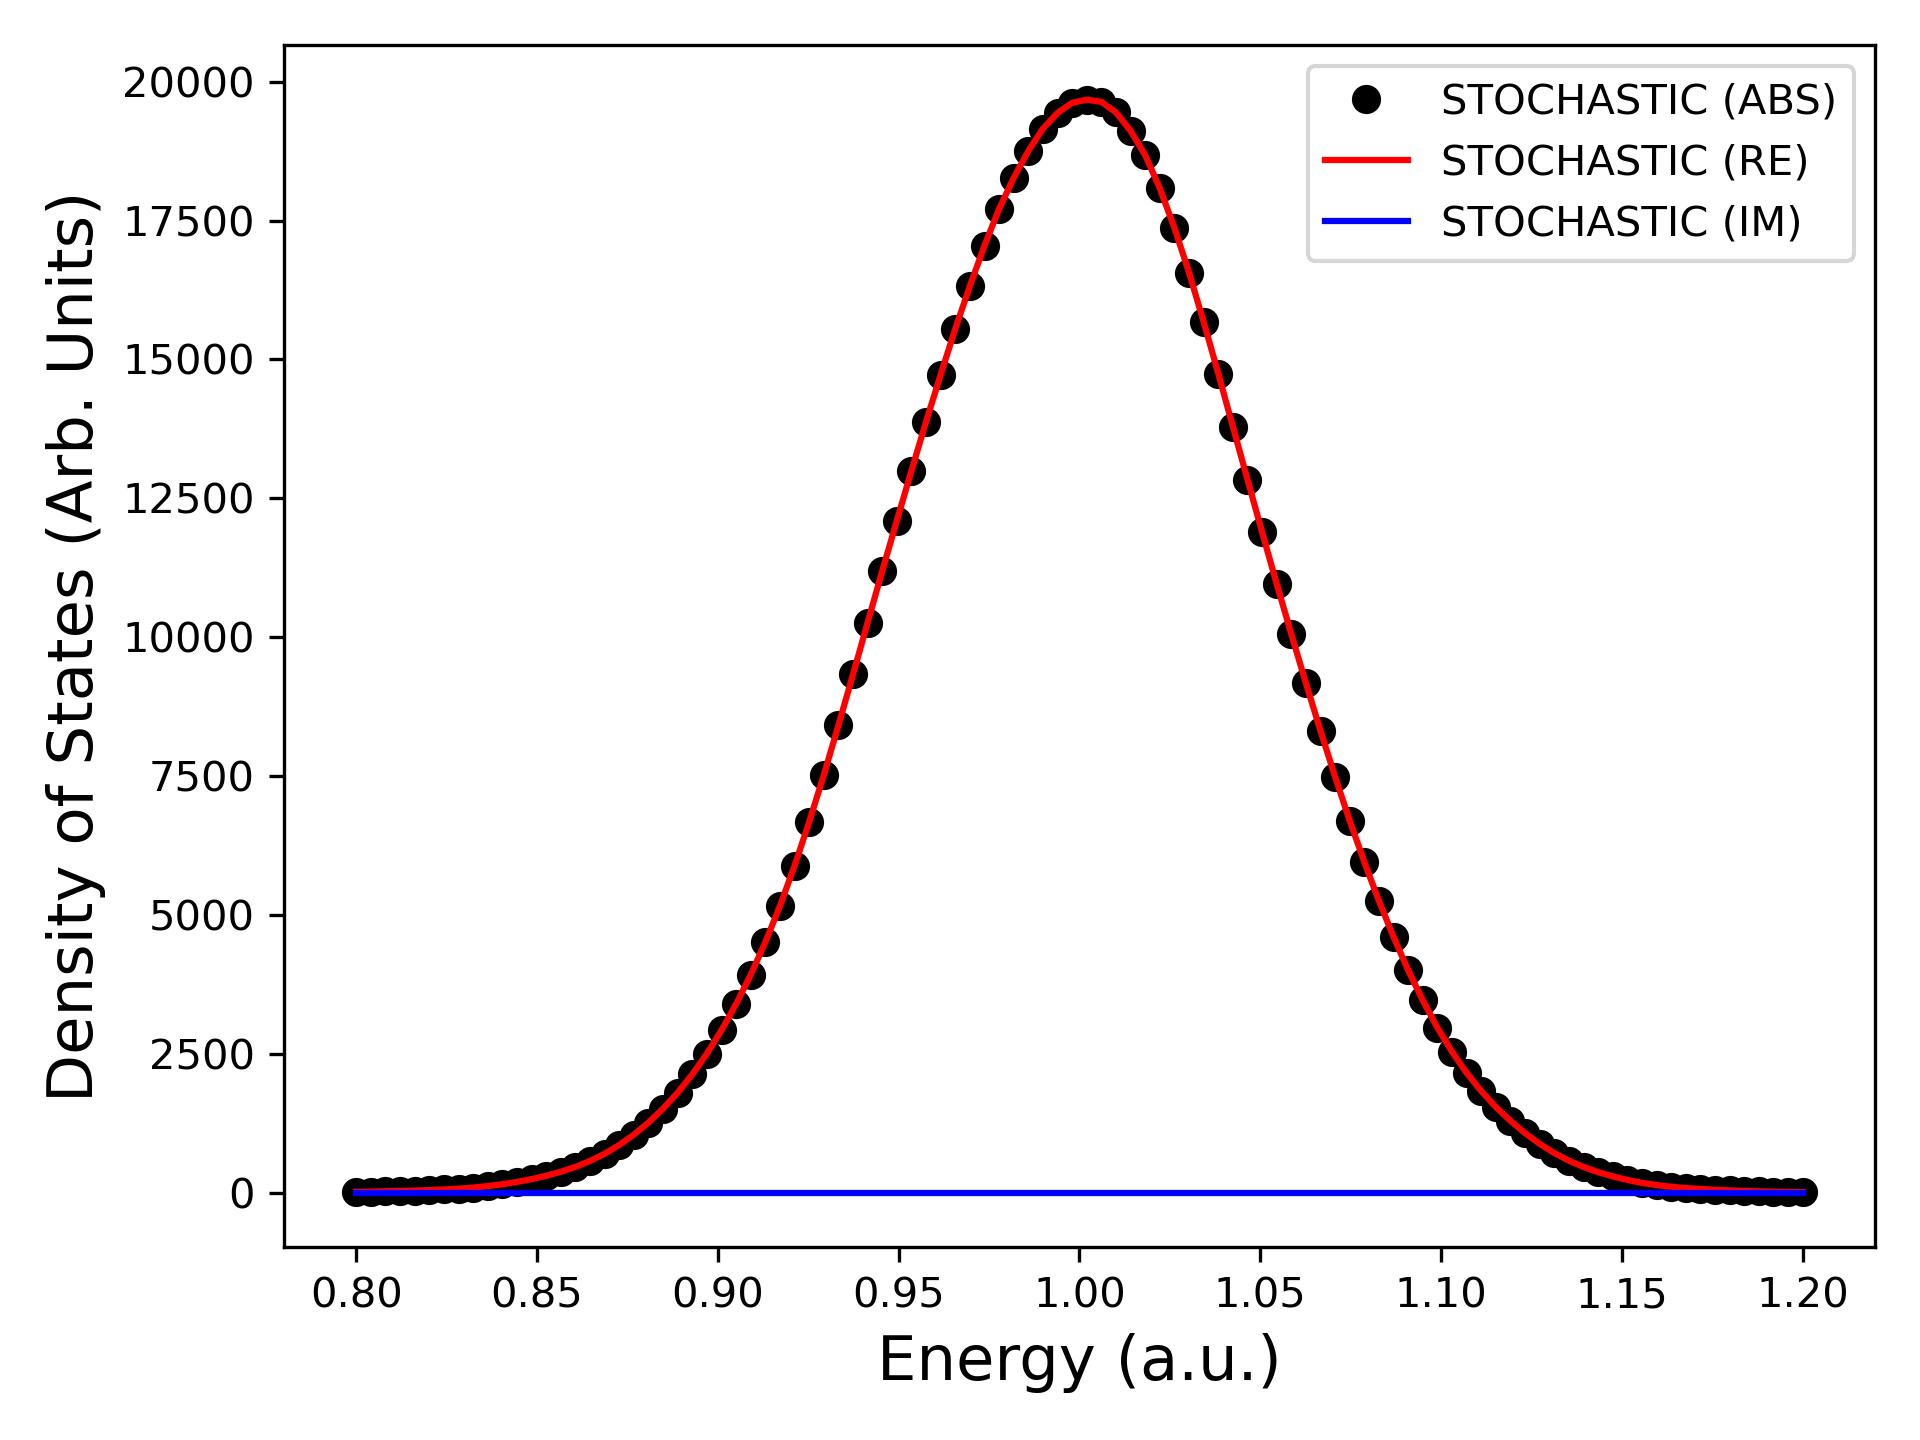 Density of States (Arb. Units)
20000
17500
15000
12500
10000
7500
5000
2500
0
STOCHASTIC (ABS)
STOCHASTIC (RE)
STOCHASTIC (IM)
0.80 0.85 0.90 0.95 1.00 1.05 1.10 1.15 1.20
Energy (a.u.)